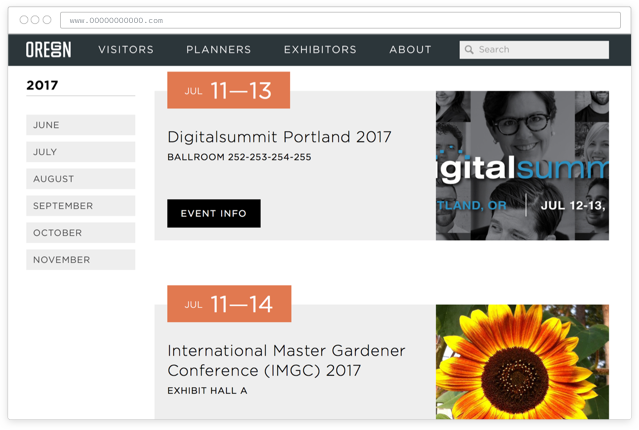 www.00000000000.com
VISITORS
PLANNERS
EXHIBITORS
ABOUT
Search
2017
JUNE
JULY
AUGUST
SEPTEMBER
OCTOBER
NOVEMBER
JUL 11—13
Digitalsummit Portland 2017
BALLROOM 252-253-254-255
EVENT INFO
igitalsumm
TLAND, OR JUL 12-13,
JUL 11—14
International Master Gardener
Conference (IMGC) 2017
EXHIBIT HALL A